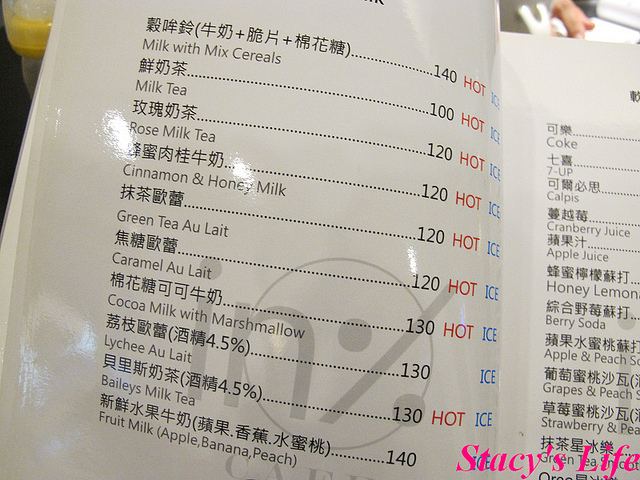 穀哞鈴(牛奶+脆片+棉花糖)..................140 HOT ICE
Milk with Mix Cereals
鮮奶茶..................100 HOT ICE
Milk Tea
玫瑰奶茶..................120 HOT ICE
Rose Milk Tea
蜂蜜肉桂牛奶..................120 HOT ICE
Cinnamon & Honey Milk
抹茶歐蕾..................120 HOT ICE
Green Tea Au Lait
焦糖歐蕾..................120 HOT ICE
Caramel Au Lait
棉花糖可可牛奶..................130 HOT ICE
Cocoa Milk with Marshmallow
荔枝歐蕾(酒精4.5%)..................130 ICE
Lychee Au Lait
貝里斯奶茶(酒精4.5%)..................130 HOT ICE
Baileys Milk Tea
新鮮水果牛奶(蘋果.香蕉.水蜜桃)..........140 ICE
Fruit Milk (Apple,Banana,Peach)
in%
CAFE
軟
可樂
Coke
七喜
7-UP
可爾必思
Calpis
蔓越莓
Cranberry Juice
蘋果汁
Apple Juice
蜂蜜檸檬蘇打
Honey Lemon
綜合野莓蘇打
Berry Soda
蘋果水蜜桃蘇打
Apple & Peach
葡萄蜜桃沙瓦
Grapes & Peach
草莓蜜桃沙瓦
Strawberry & Pea
抹茶星冰樂
Green Tea
Stacy's Life